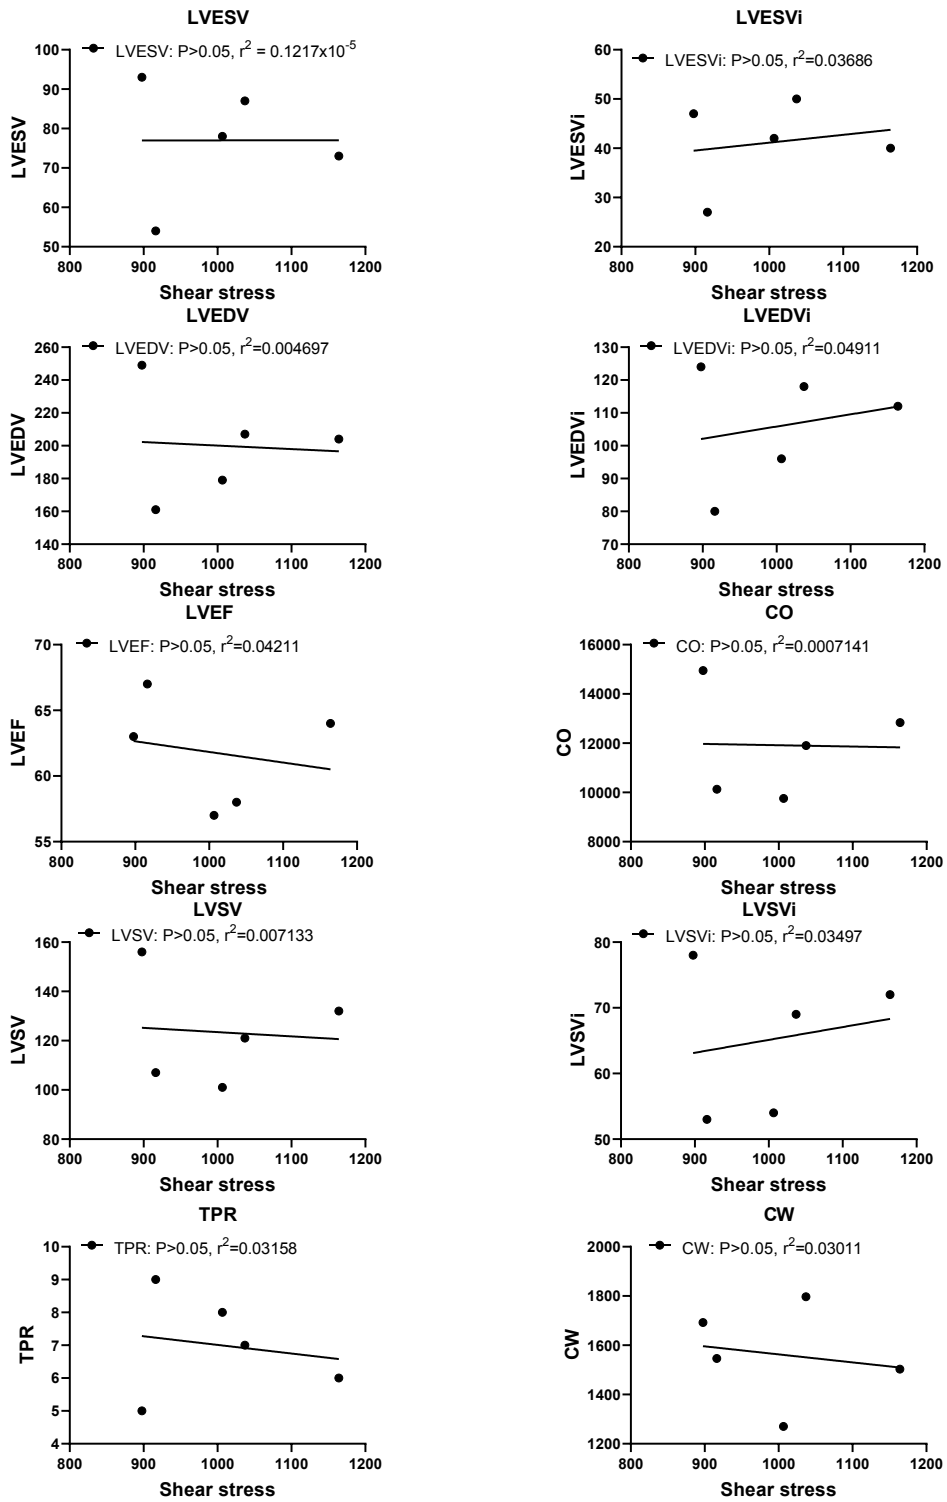 LVESV
LVESV: P>0.05, r² = 0.1217x10⁻⁵
LVESV
100
90
80
70
60
50
800 900 1000 1100 1200
Shear stress
LVESVi
LVESVi: P>0.05, r²=0.03686
LVESVi
60
50
40
30
20
800 900 1000 1100 1200
Shear stress
LVEDV
LVEDV: P>0.05, r²=0.004697
LVEDV
260
240
220
200
180
160
140
800 900 1000 1100 1200
Shear stress
LVEDVi
LVEDVi: P>0.05, r²=0.04911
LVEDVi
130
120
110
100
90
80
70
800 900 1000 1100 1200
Shear stress
LVEF
LVEF: P>0.05, r²=0.04211
LVEF
70
65
60
55
800 900 1000 1100 1200
Shear stress
CO
CO: P>0.05, r²=0.0007141
CO
16000
14000
12000
10000
8000
800 900 1000 1100 1200
Shear stress
LVSV
LVSV: P>0.05, r²=0.007133
LVSV
160
140
120
100
80
800 900 1000 1100 1200
Shear stress
LVSVi
LVSVi: P>0.05, r²=0.03497
LVSVi
80
70
60
50
800 900 1000 1100 1200
Shear stress
TPR
TPR: P>0.05, r²=0.03158
TPR
10
9
8
7
6
5
4
800 900 1000 1100 1200
Shear stress
CW
CW: P>0.05, r²=0.03011
CW
2000
1800
1600
1400
1200
800 900 1000 1100 1200
Shear stress